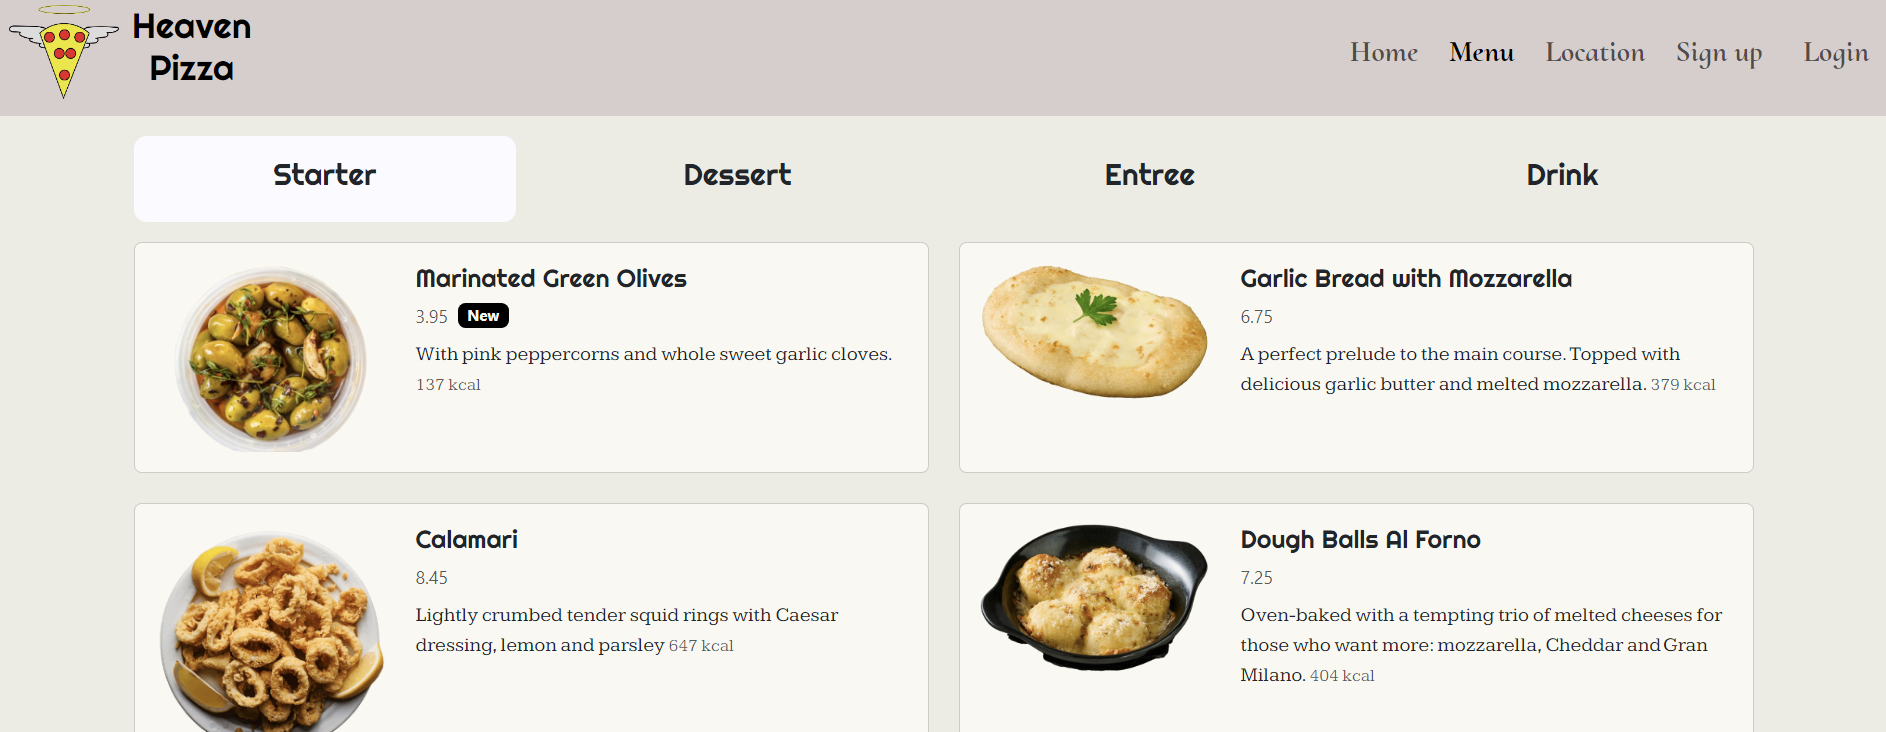 Heaven
Pizza
Home Menu Location Sign up Login
Starter Dessert Entree Drink
Marinated Green Olives
3.95 New
With pink peppercorns and whole sweet garlic cloves.
137 kcal
Garlic Bread with Mozzarella
6.75
A perfect prelude to the main course. Topped with
delicious garlic butter and melted mozzarella. 379 kcal
Calamari
8.45
Lightly crumbed tender squid rings with Caesar
dressing, lemon and parsley 647 kcal
Dough Balls Al Forno
7.25
Oven-baked with a tempting trio of melted cheeses for
those who want more: mozzarella, Cheddar and Gran
Milano. 404 kcal